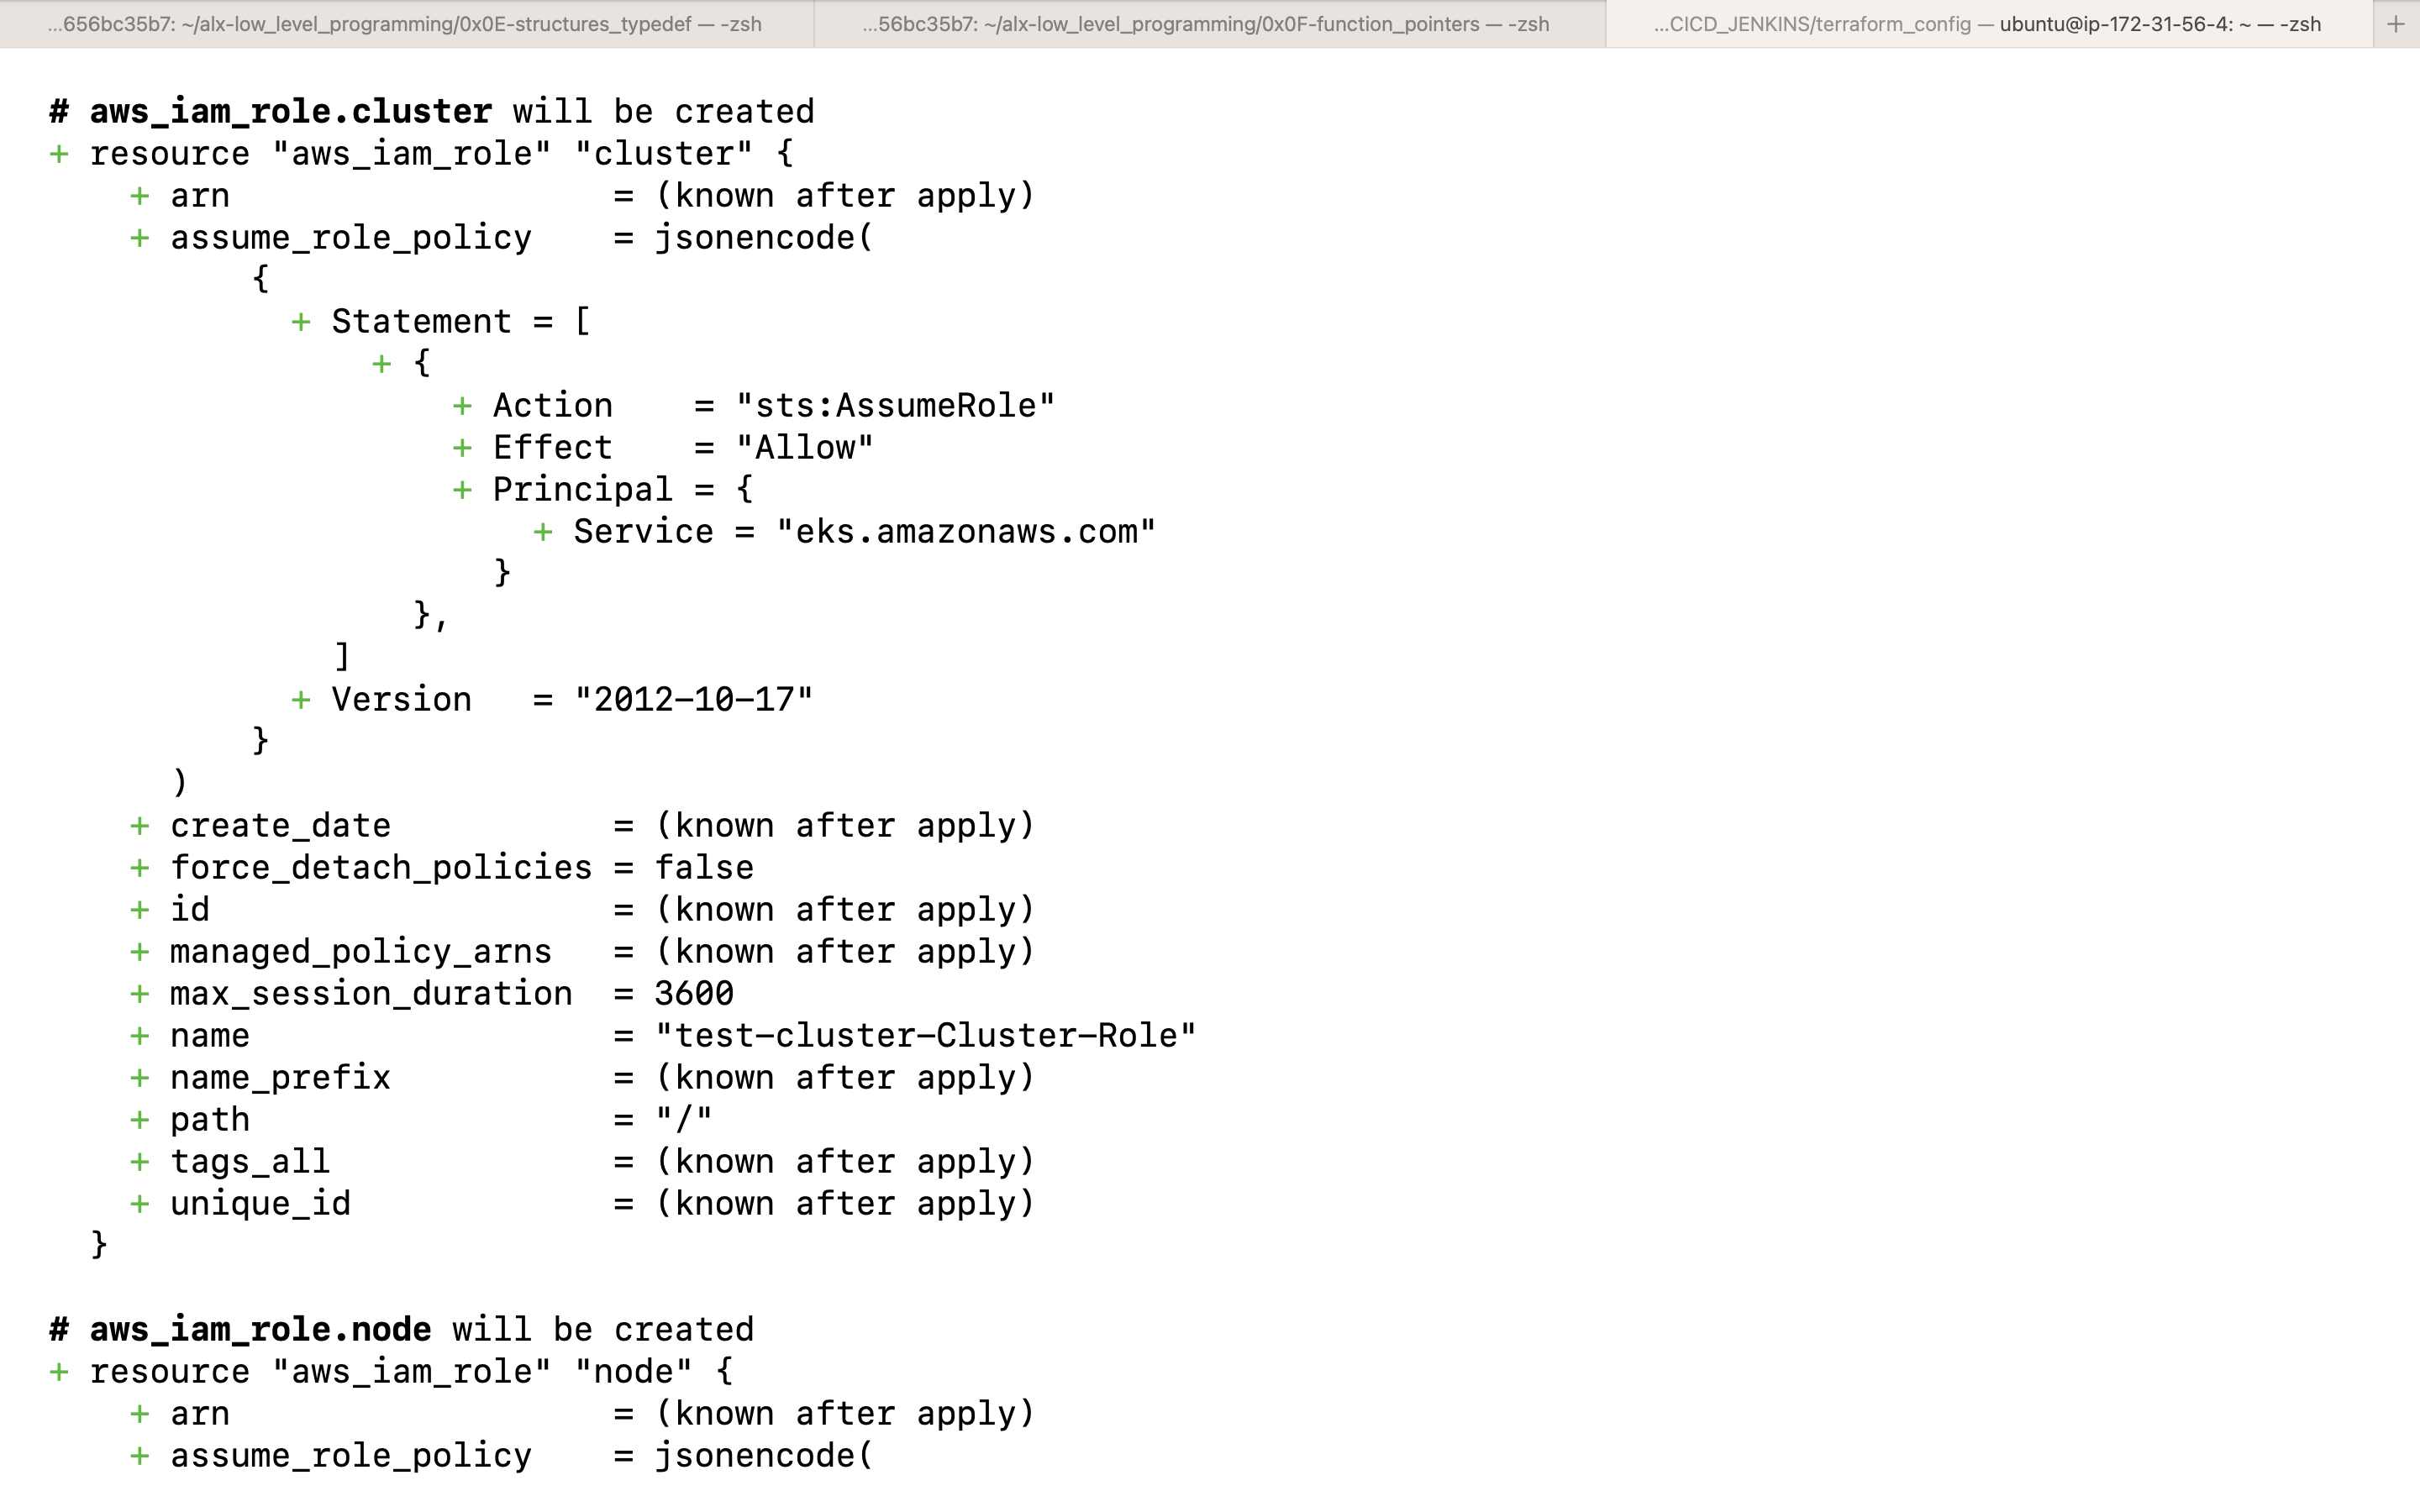 ...656bc35b7: ~/alx-low_level_programming/0x0E-structures_typedef — -zsh
...56bc35b7: ~/alx-low_level_programming/0x0F-function_pointers — -zsh
...CICD_JENKINS/terraform_config — ubuntu@ip-172-31-56-4: ~ — -zsh
+
# aws_iam_role.cluster will be created
+ resource "aws_iam_role" "cluster" {
    + arn                   = (known after apply)
    + assume_role_policy    = jsonencode(
          {
            + Statement = [
                + {
                    + Action    = "sts:AssumeRole"
                    + Effect    = "Allow"
                    + Principal = {
                        + Service = "eks.amazonaws.com"
                      }
                  },
              ]
            + Version   = "2012-10-17"
          }
      )
    + create_date           = (known after apply)
    + force_detach_policies = false
    + id                    = (known after apply)
    + managed_policy_arns   = (known after apply)
    + max_session_duration  = 3600
    + name                  = "test-cluster-Cluster-Role"
    + name_prefix           = (known after apply)
    + path                  = "/"
    + tags_all              = (known after apply)
    + unique_id             = (known after apply)
  }
# aws_iam_role.node will be created
+ resource "aws_iam_role" "node" {
    + arn                   = (known after apply)
    + assume_role_policy    = jsonencode(